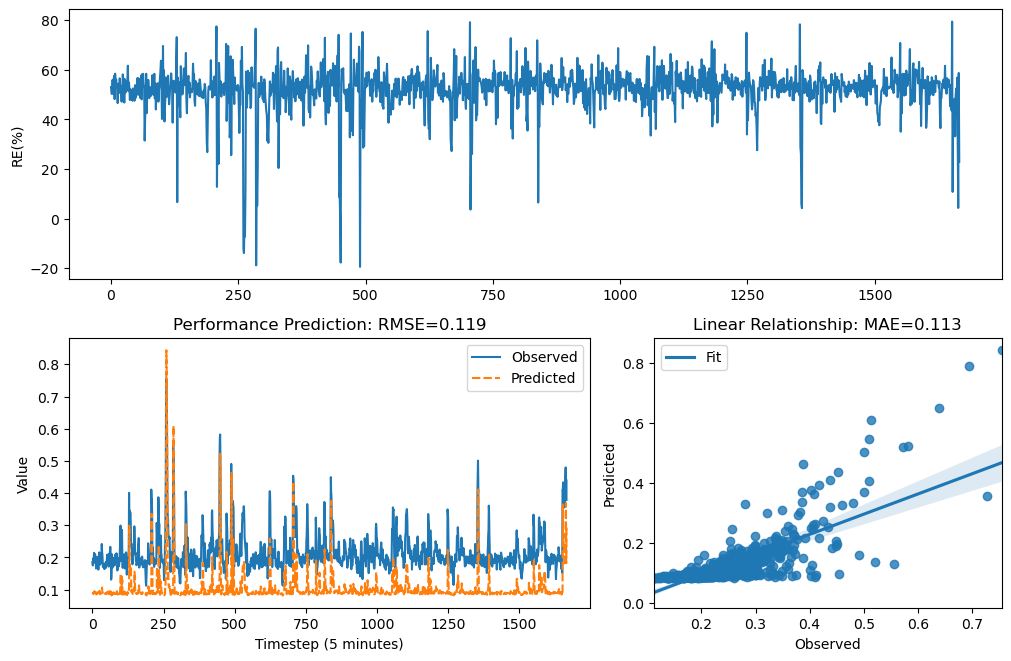 80
60
40
20
0
−20
RE(%)
0 250 500 750 1000 1250 1500
Performance Prediction: RMSE=0.119
0.8
0.7
0.6
0.5
0.4
0.3
0.2
0.1
Value
Observed
Predicted
0 250 500 750 1000 1250 1500
Timestep (5 minutes)
Linear Relationship: MAE=0.113
Fit
0.8
0.6
0.4
0.2
0.0
Predicted
0.2 0.3 0.4 0.5 0.6 0.7
Observed